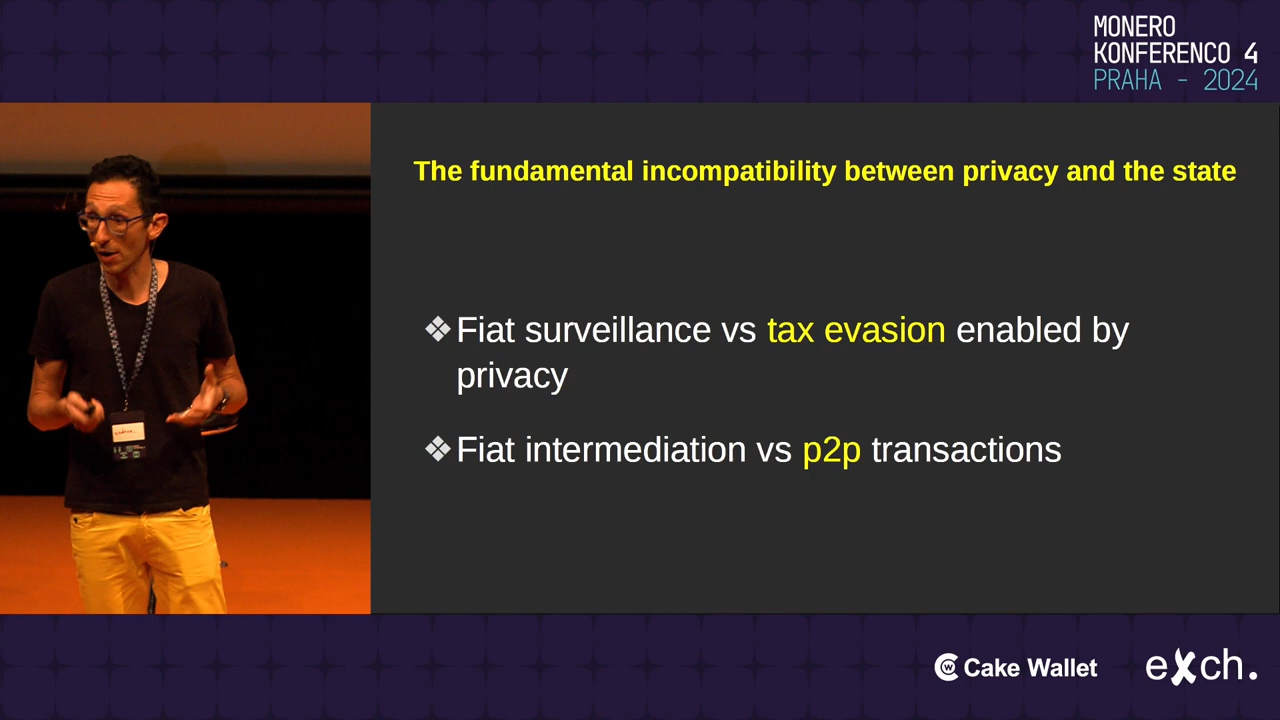 MONERO
KONFERENCO 4
PRAHA - 2024
The fundamental incompatibility between privacy and the state
❖Fiat surveillance vs tax evasion enabled by
privacy
❖Fiat intermediation vs p2p transactions
Cake Wallet
eXch.